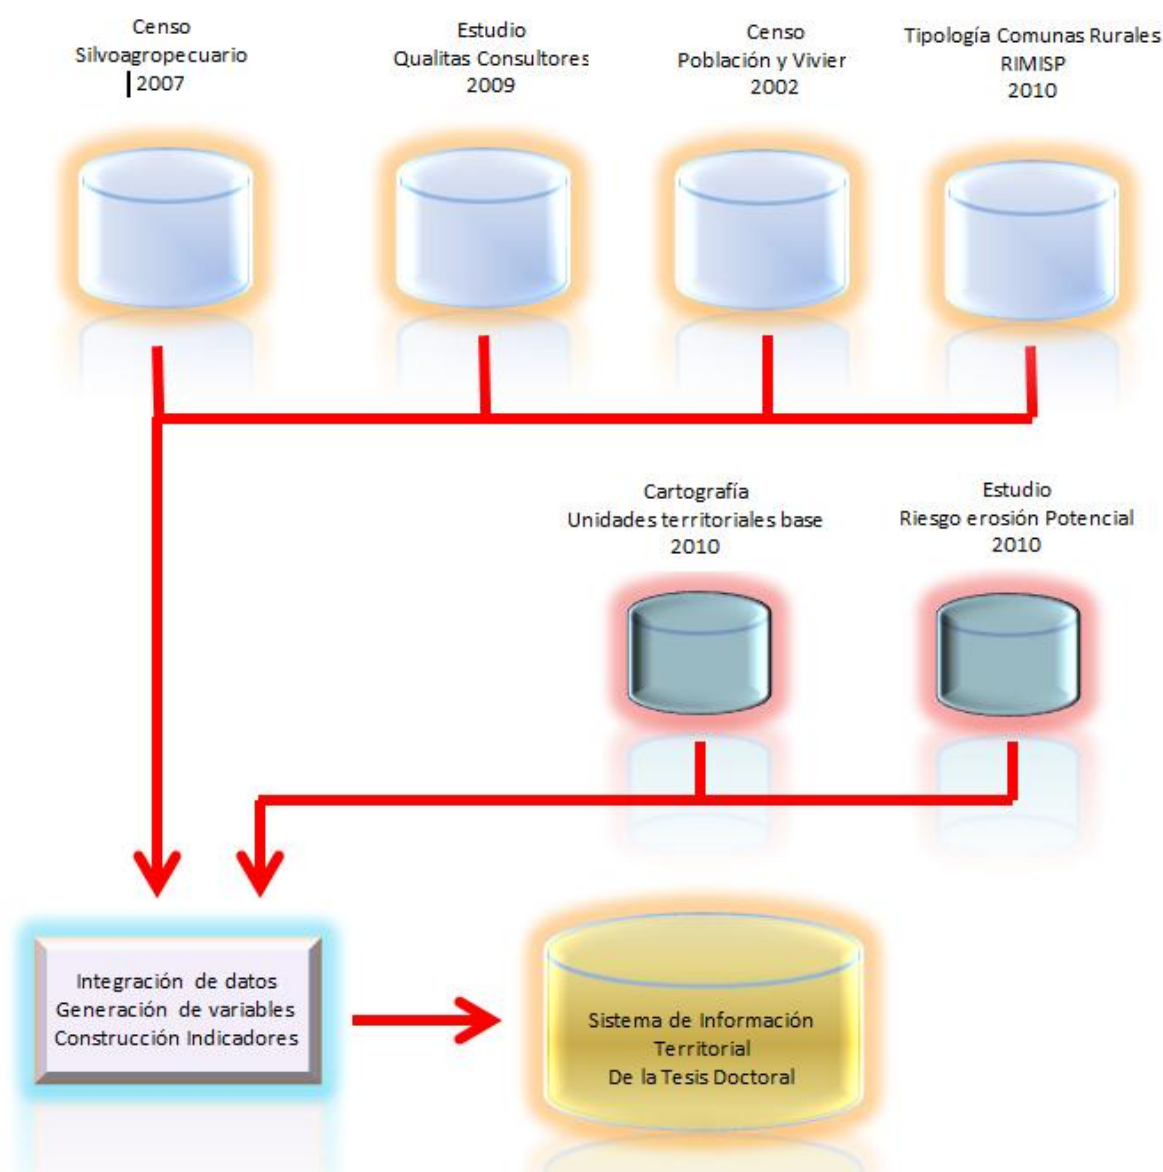 Censo
Silvoagropecuario
2007
Estudio
Qualitas Consultores
2009
Censo
Población y Vivier
2002
Tipología Comunas Rurales
RIMISP
2010
Cartografía
Unidades territoriales base
2010
Estudio
Riesgo erosión Potencial
2010
Integración de datos
Generación de variables
Construcción Indicadores
Sistema de Información
Territorial
De la Tesis Doctoral